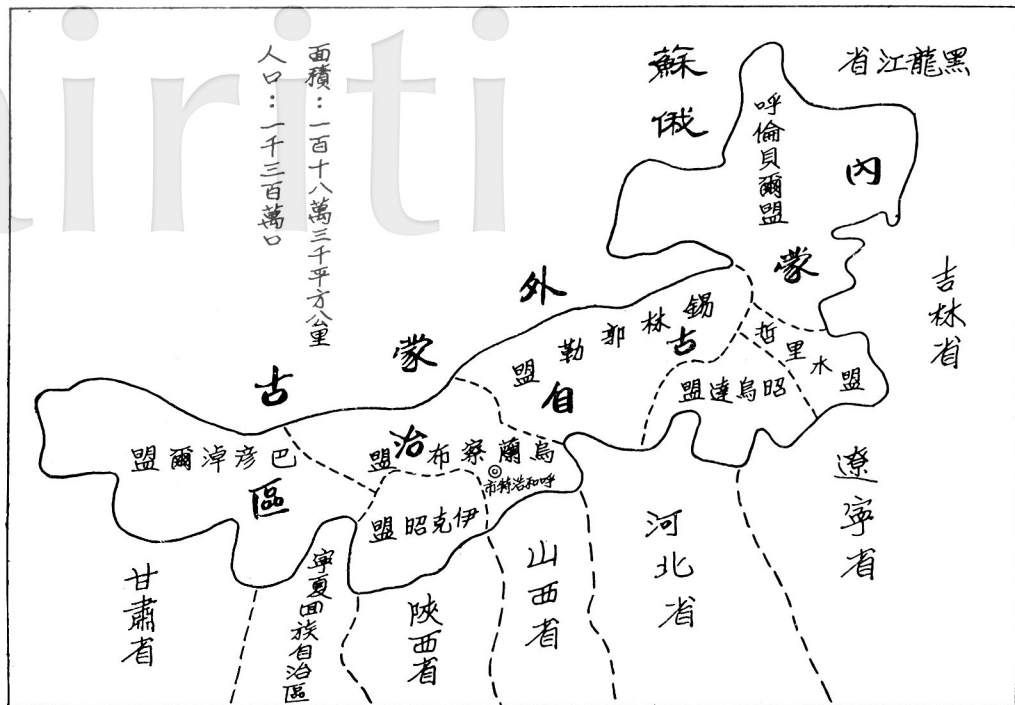 airiti
面積：一百十八萬三千平方公里
人口：一千三百萬口
蘇俄
黑龍江省
呼倫貝爾盟
內蒙古自治區
外蒙古
吉林省
錫林郭勒盟
哲里水盟
昭烏達盟
烏蘭察布盟
呼和浩特市
巴彥淖爾盟
伊克昭盟
遼寧省
河北省
山西省
陝西省
寧夏回族自治區
甘肅省